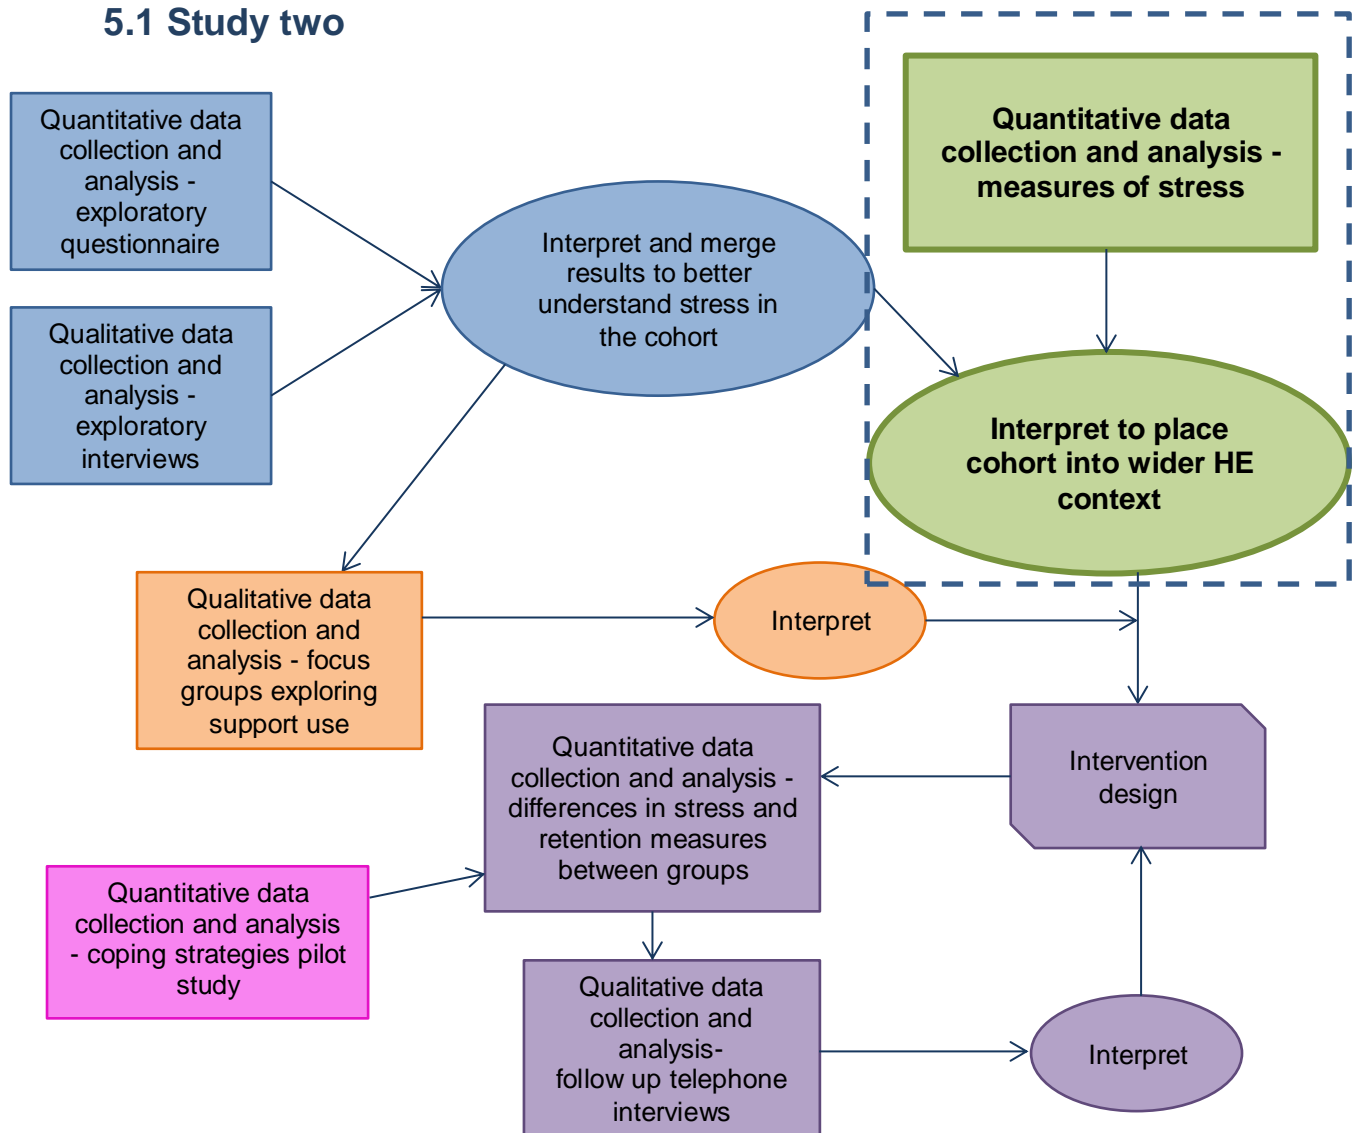 5.1 Study two
Quantitative data
collection and
analysis -
exploratory
questionnaire
Qualitative data
collection and
analysis -
exploratory
interviews
Interpret and merge
results to better
understand stress in
the cohort
Quantitative data
collection and analysis -
measures of stress
Interpret to place
cohort into wider HE
context
Qualitative data
collection and
analysis - focus
groups exploring
support use
Interpret
Intervention
design
Quantitative data
collection and analysis -
differences in stress and
retention measures
between groups
Quantitative data
collection and analysis
- coping strategies pilot
study
Qualitative data
collection and
analysis-
follow up telephone
interviews
Interpret